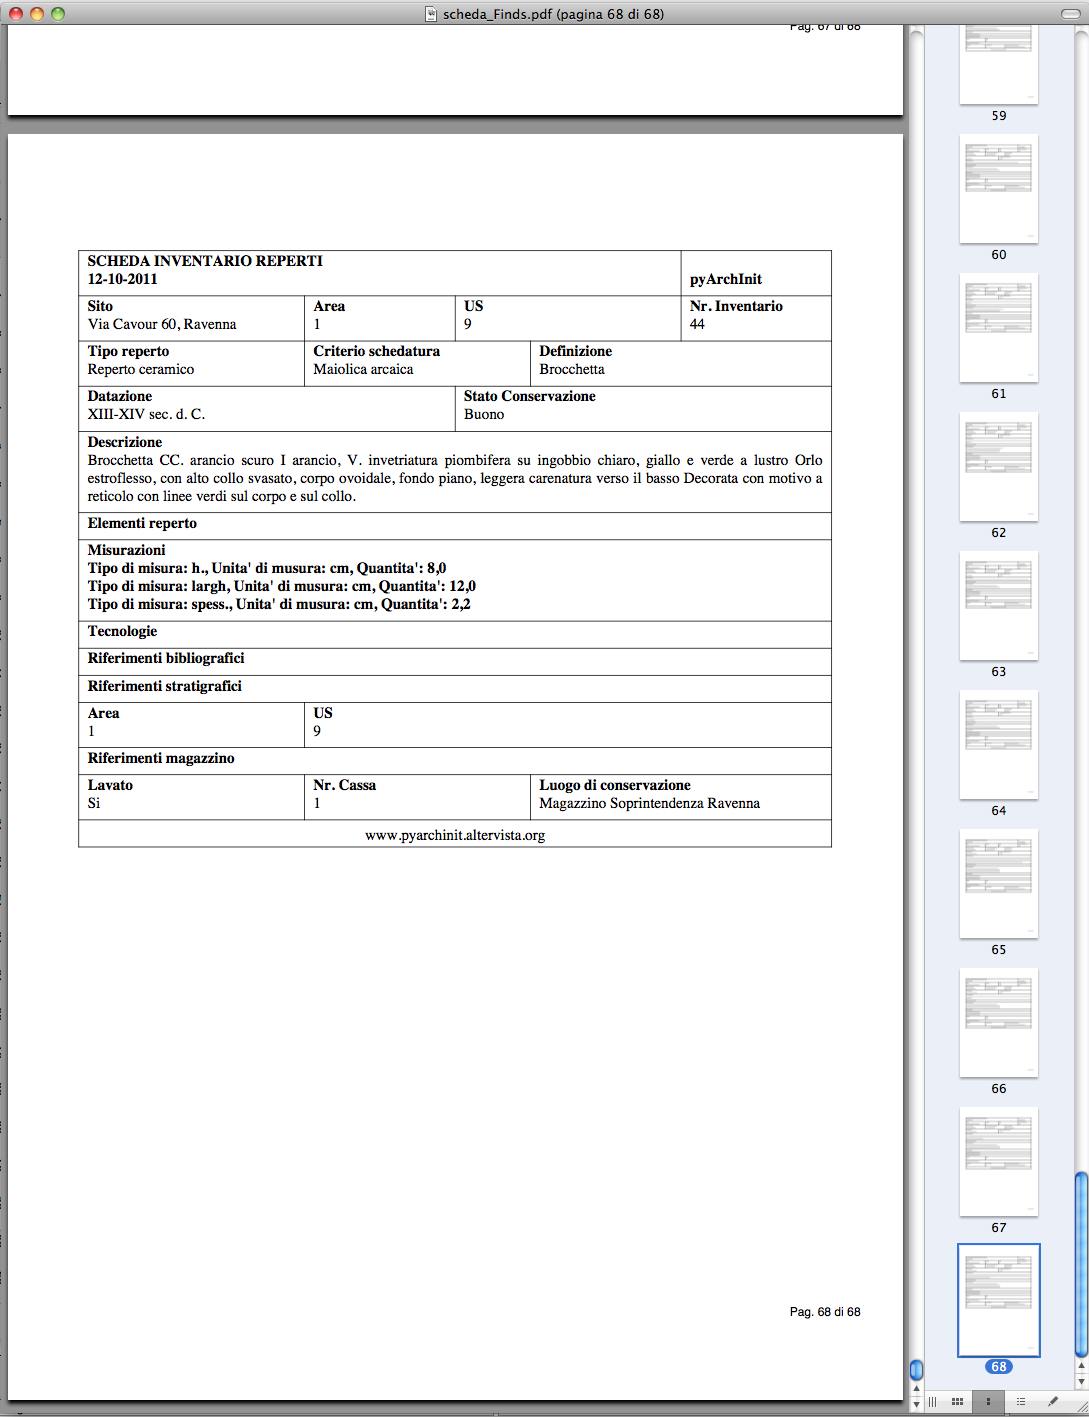 scheda_Finds.pdf (pagina 68 di 68)
Pag. 67 di 68
SCHEDA INVENTARIO REPERTI
12-10-2011
pyArchInit
Sito
Via Cavour 60, Ravenna
Area
1
US
9
Nr. Inventario
44
Tipo reperto
Reperto ceramico
Criterio schedatura
Maiolica arcaica
Definizione
Brocchetta
Datazione
XIII-XIV sec. d. C.
Stato Conservazione
Buono
Descrizione
Brocchetta CC. arancio scuro I arancio, V. invetriatura piombifera su ingobbio chiaro, giallo e verde a lustro Orlo
estroflesso, con alto collo svasato, corpo ovoidale, fondo piano, leggera carenatura verso il basso Decorata con motivo a
reticolo con linee verdi sul corpo e sul collo.
Elementi reperto
Misurazioni
Tipo di misura: h., Unita' di musura: cm, Quantita': 8,0
Tipo di misura: largh, Unita' di musura: cm, Quantita': 12,0
Tipo di misura: spess., Unita' di musura: cm, Quantita': 2,2
Tecnologie
Riferimenti bibliografici
Riferimenti stratigrafici
Area
1
US
9
Riferimenti magazzino
Lavato
Si
Nr. Cassa
1
Luogo di conservazione
Magazzino Soprintendenza Ravenna
www.pyarchinit.altervista.org
Pag. 68 di 68
59
60
61
62
63
64
65
66
67
68